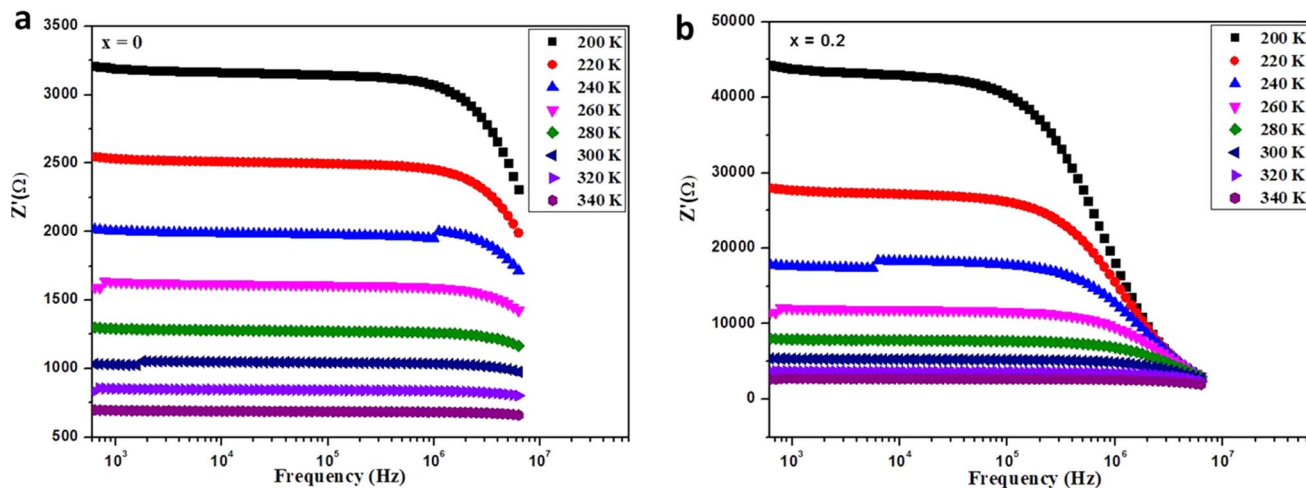 a
x = 0
200 K
220 K
240 K
260 K
280 K
300 K
320 K
340 K
3500
3000
2500
2000
1500
1000
500
Z'(Ω)
10³
10⁴
10⁵
10⁶
10⁷
Frequency (Hz)
b
x = 0.2
200 K
220 K
240 K
260 K
280 K
300 K
320 K
340 K
50000
40000
30000
20000
10000
0
Z'(Ω)
10³
10⁴
10⁵
10⁶
10⁷
Frequency (Hz)